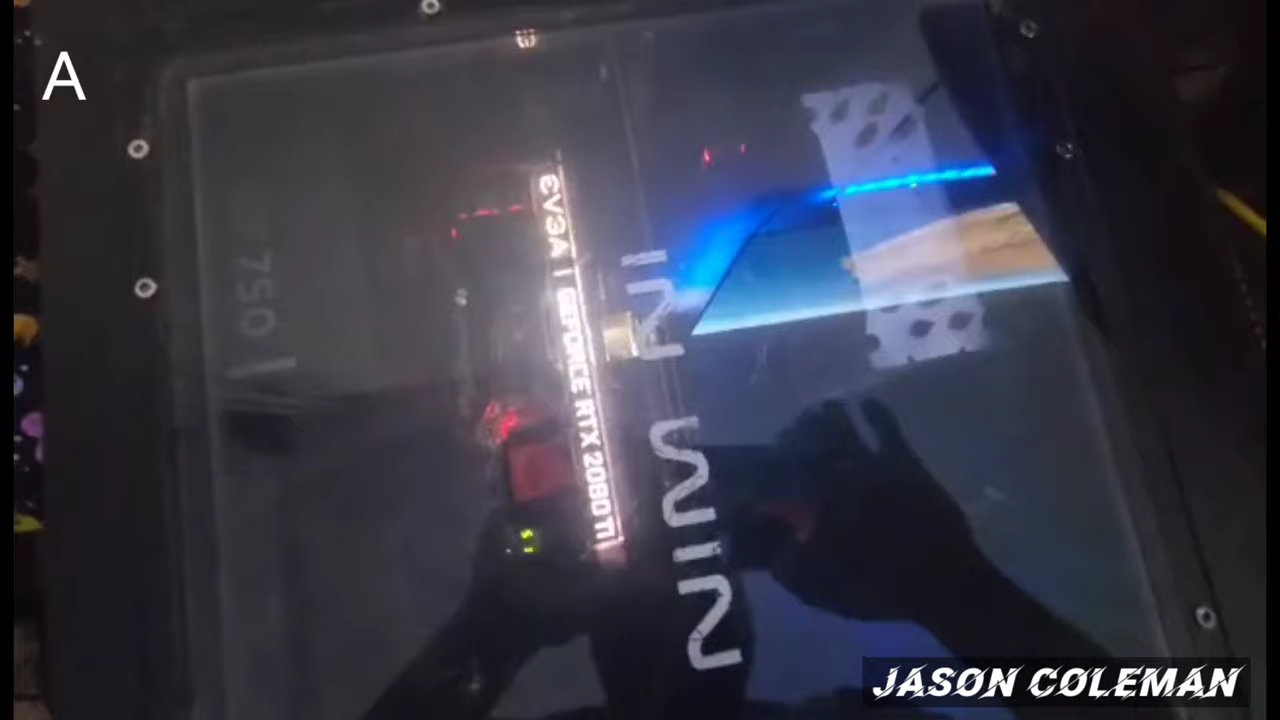 A
EVGA | GEFORCE RTX 2080 TI
IN WIN
750
JASON COLEMAN